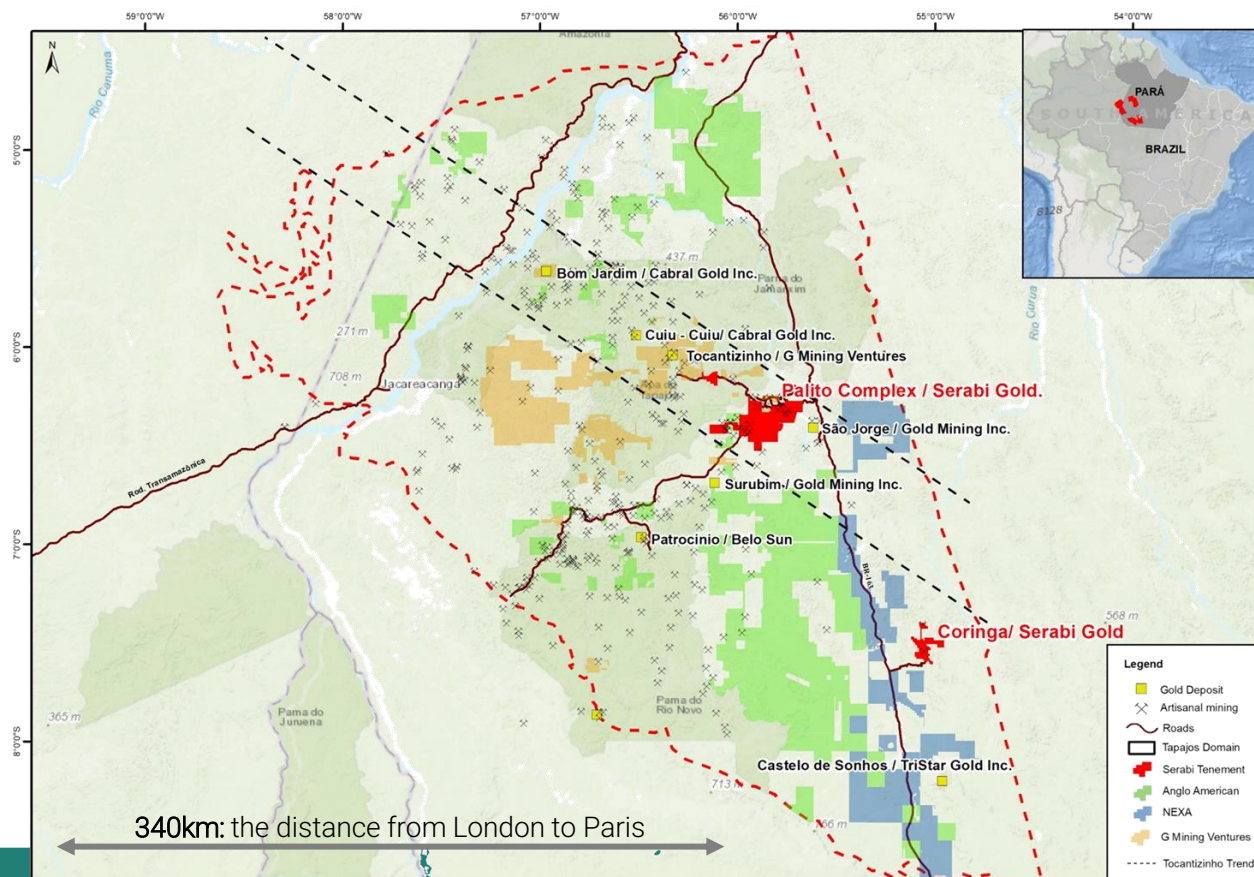 59°0'0"W
58°0'0"W
57°0'0"W
56°0'0"W
55°0'0"W
54°0'0"W
N
Amazônia
Rio Canuma
PARÁ
SOUTH AMERICA
BRAZIL
8128
5°0'0"S
437 m
Parna do
Jamanxim
Bom Jardim / Cabral Gold Inc.
Rio Curua
271 m
Cuiu - Cuiu/ Cabral Gold Inc.
6°0'0"S
Tocantizinho / G Mining Ventures
708 m
Jacareacanga
Apa do
Tapajós
Palito Complex / Serabi Gold.
São Jorge / Gold Mining Inc.
Rod. Transamazônica
Surubim / Gold Mining Inc.
7°0'0"S
Patrocinio / Belo Sun
BR-163
568 m
Coringa/ Serabi Gold
365 m
Parna do
Juruena
Parna do
Rio Novo
8°0'0"S
Castelo de Sonhos / TriStar Gold Inc.
713 m
340km: the distance from London to Paris
Legend
Gold Deposit
Artisanal mining
Roads
Tapajos Domain
Serabi Tenement
Anglo American
NEXA
G Mining Ventures
Tocantizinho Trend